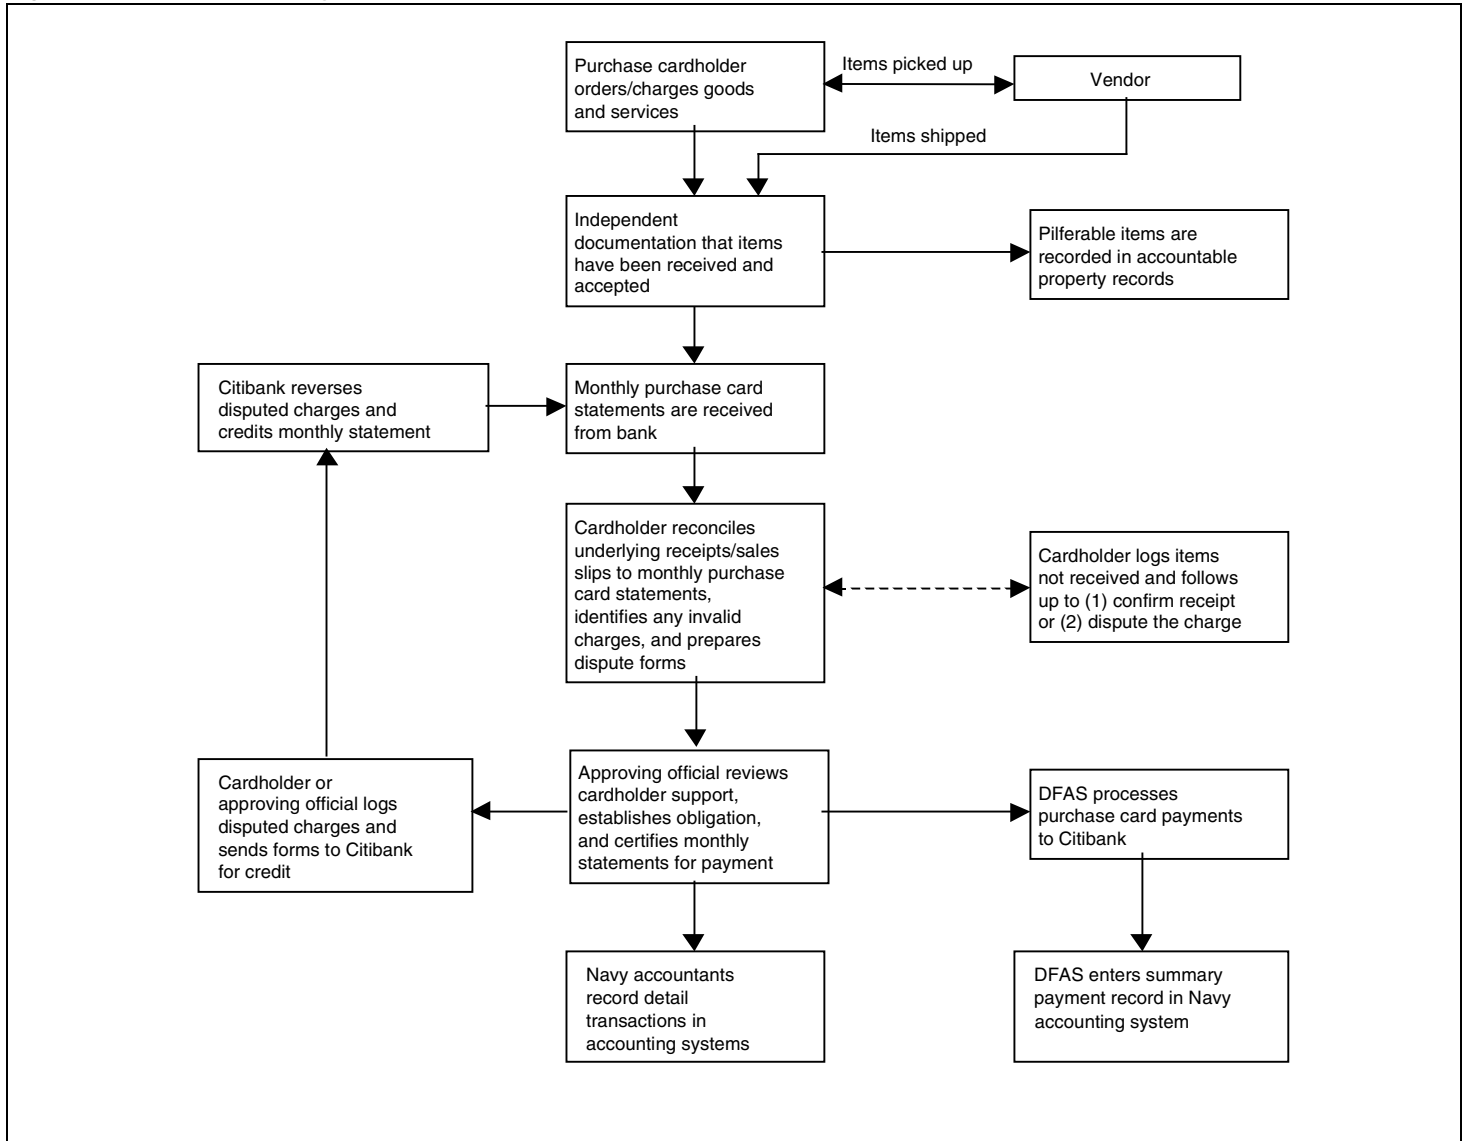 Purchase cardholder
orders/charges goods
and services
Items picked up
Vendor
Items shipped
Independent
documentation that items
have been received and
accepted
Pilferable items are
recorded in accountable
property records
Citibank reverses
disputed charges and
credits monthly statement
Monthly purchase card
statements are received
from bank
Cardholder reconciles
underlying receipts/sales
slips to monthly purchase
card statements,
identifies any invalid
charges, and prepares
dispute forms
Cardholder logs items
not received and follows
up to (1) confirm receipt
or (2) dispute the charge
Cardholder or
approving official logs
disputed charges and
sends forms to Citibank
for credit
Approving official reviews
cardholder support,
establishes obligation,
and certifies monthly
statements for payment
DFAS processes
purchase card payments
to Citibank
Navy accountants
record detail
transactions in
accounting systems
DFAS enters summary
payment record in Navy
accounting system